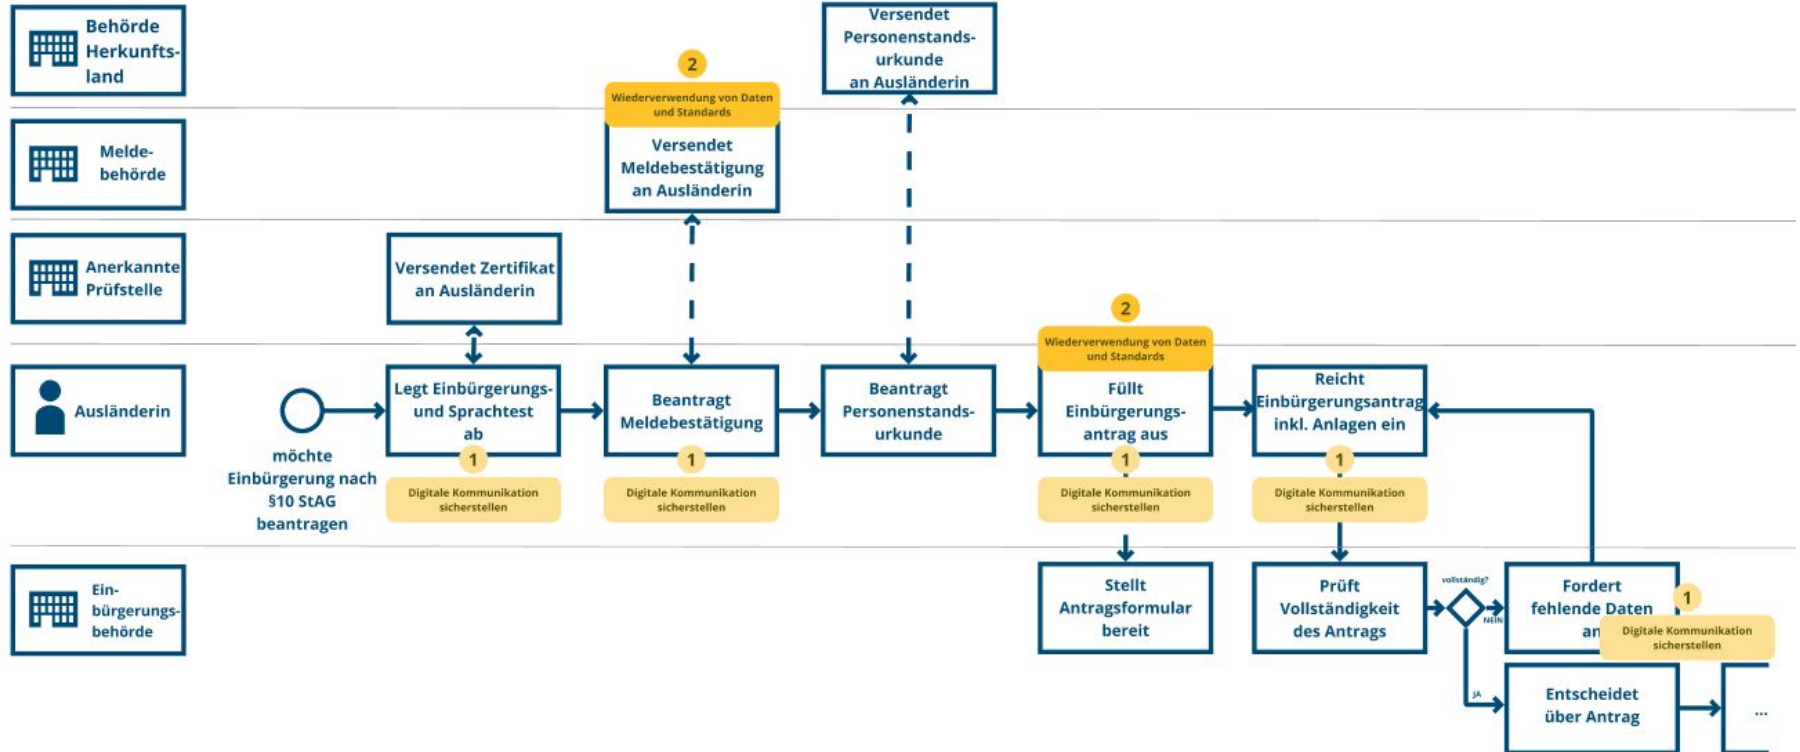 Behörde
Herkunfts-
land
Versendet
Personenstands-
urkunde
an Ausländerin
2
Wiederverwendung von Daten
und Standards
Melde-
behörde
Versendet
Meldebestätigung
an Ausländerin
Anerkannte
Prüfstelle
Versendet Zertifikat
an Ausländerin
2
Wiederverwendung von Daten
und Standards
Ausländerin
möchte
Einbürgerung nach
§10 StAG
beantragen
Legt Einbürgerungs-
und Sprachtest
ab
1
Digitale Kommunikation
sicherstellen
Beantragt
Meldebestätigung
1
Digitale Kommunikation
sicherstellen
Beantragt
Personenstands-
urkunde
Füllt
Einbürgerungs-
antrag aus
1
Digitale Kommunikation
sicherstellen
Reicht
Einbürgerungsantrag
inkl. Anlagen ein
1
Digitale Kommunikation
sicherstellen
Ein-
bürgerungs-
behörde
Stellt
Antragsformular
bereit
Prüft
Vollständigkeit
des Antrags
vollständig?
NEIN
JA
Fordert
fehlende Daten
an
1
Digitale Kommunikation
sicherstellen
Entscheidet
über Antrag
...